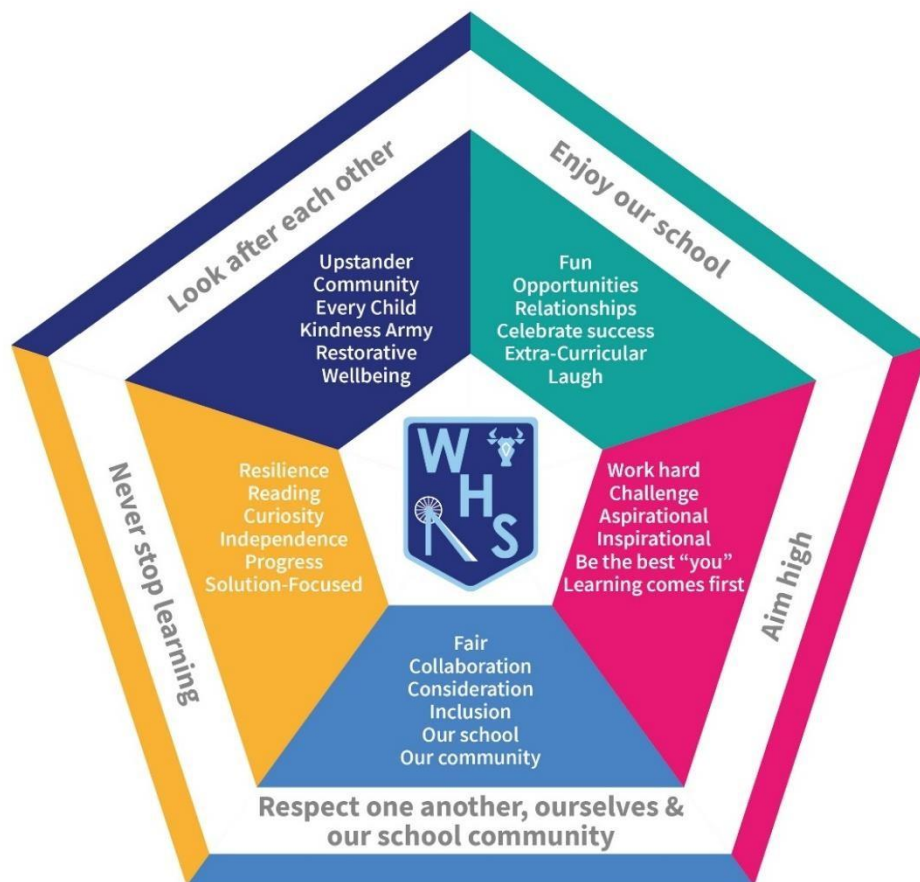 Look after each other
Upstander
Community
Every Child
Kindness Army
Restorative
Wellbeing
Enjoy our school
Fun
Opportunities
Relationships
Celebrate success
Extra-Curricular
Laugh
Never stop learning
Resilience
Reading
Curiosity
Independence
Progress
Solution-Focused
W
H
S
Aim high
Work hard
Challenge
Aspirational
Inspirational
Be the best “you”
Learning comes first
Fair
Collaboration
Consideration
Inclusion
Our school
Our community
Respect one another, ourselves &
our school community